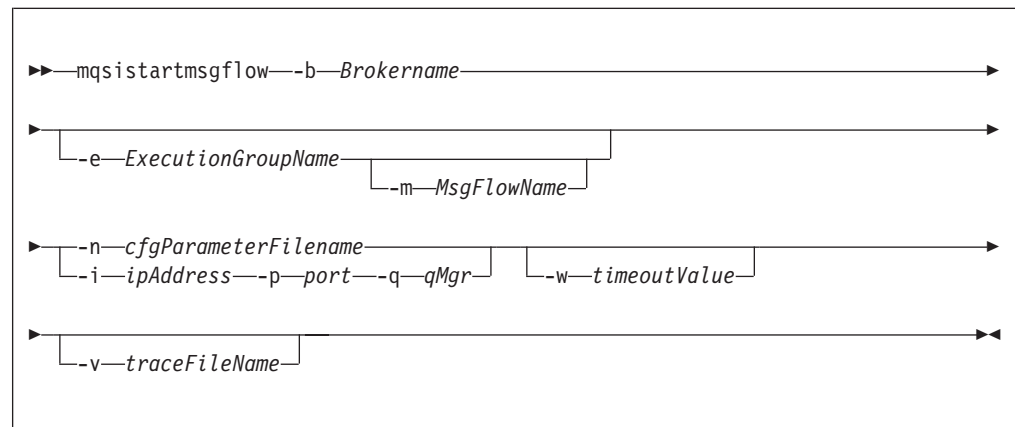 mqsistartmsgflow -b Brokername
-e ExecutionGroupName
-m MsgFlowName
-n cfgParameterFilename
-i ipAddress -p port -q qMgr -w timeoutValue
-v traceFileName